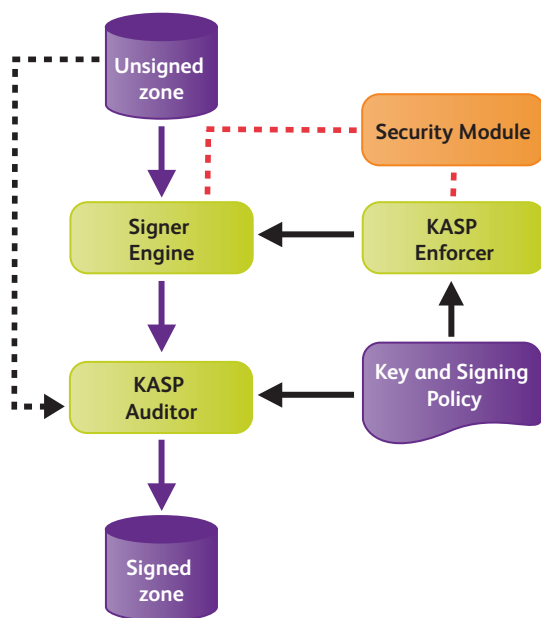 Unsigned
zone
Security Module
Signer
Engine
KASP
Enforcer
KASP
Auditor
Key and Signing
Policy
Signed
zone